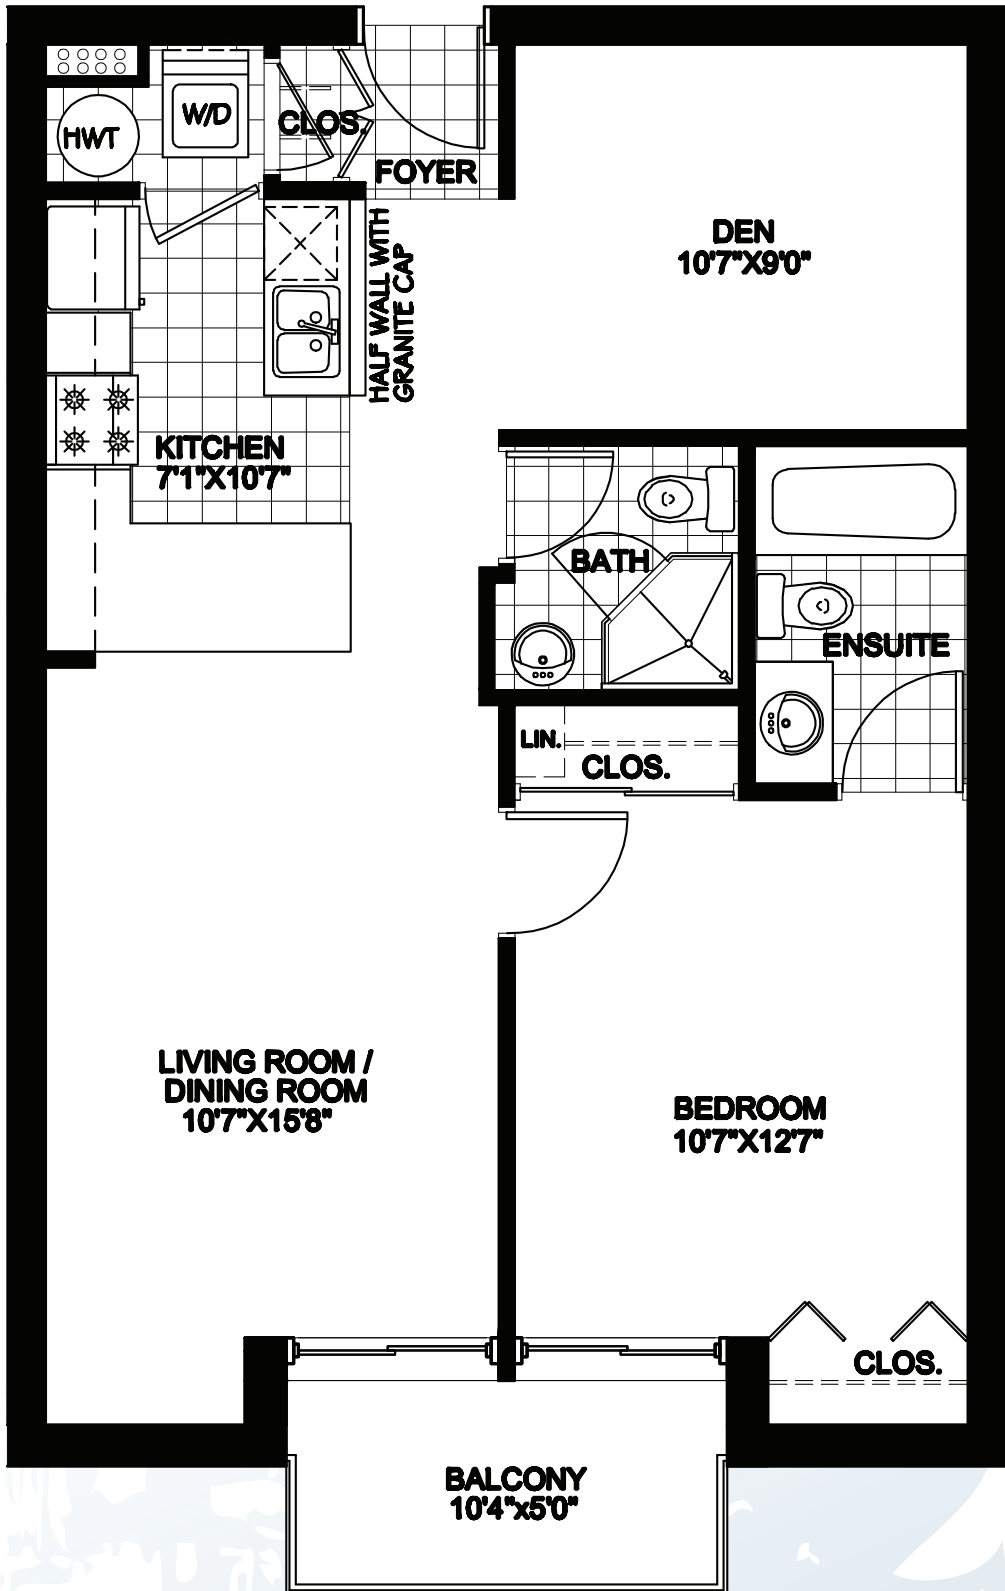 W/D
HWT
CLOS.
FOYER
HALF WALL WITH
GRANITE CAP
DEN
10'7"X9'0"
KITCHEN
7'1"X10'7"
BATH
ENSUITE
LIN.
CLOS.
LIVING ROOM /
DINING ROOM
10'7"X15'8"
BEDROOM
10'7"X12'7"
CLOS.
BALCONY
10'4"x5'0"